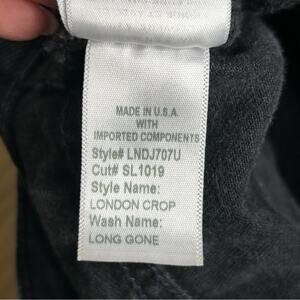 MADE IN U.S.A
WITH
IMPORTED COMPONENTS
Style# LNDJ707U
Cut# SL1019
Style Name:
LONDON CROP
Wash Name:
LONG GONE